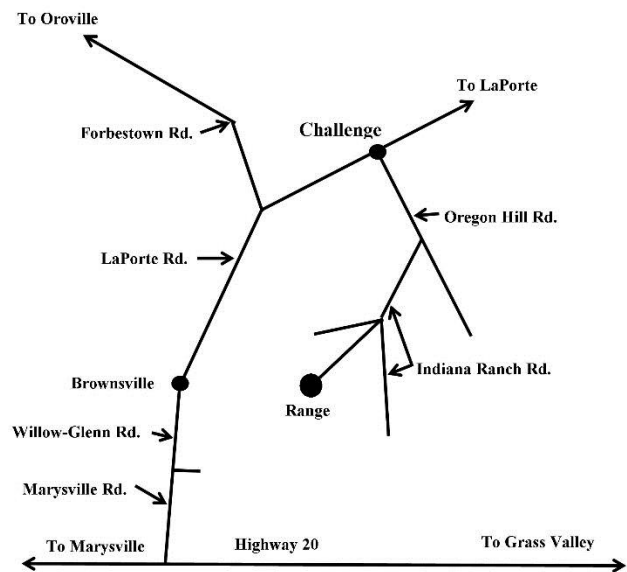 To Oroville
To LaPorte
Challenge
Forbestown Rd.
Oregon Hill Rd.
LaPorte Rd.
Indiana Ranch Rd.
Brownsville
Range
Willow-Glenn Rd.
Marysville Rd.
To Marysville
Highway 20
To Grass Valley